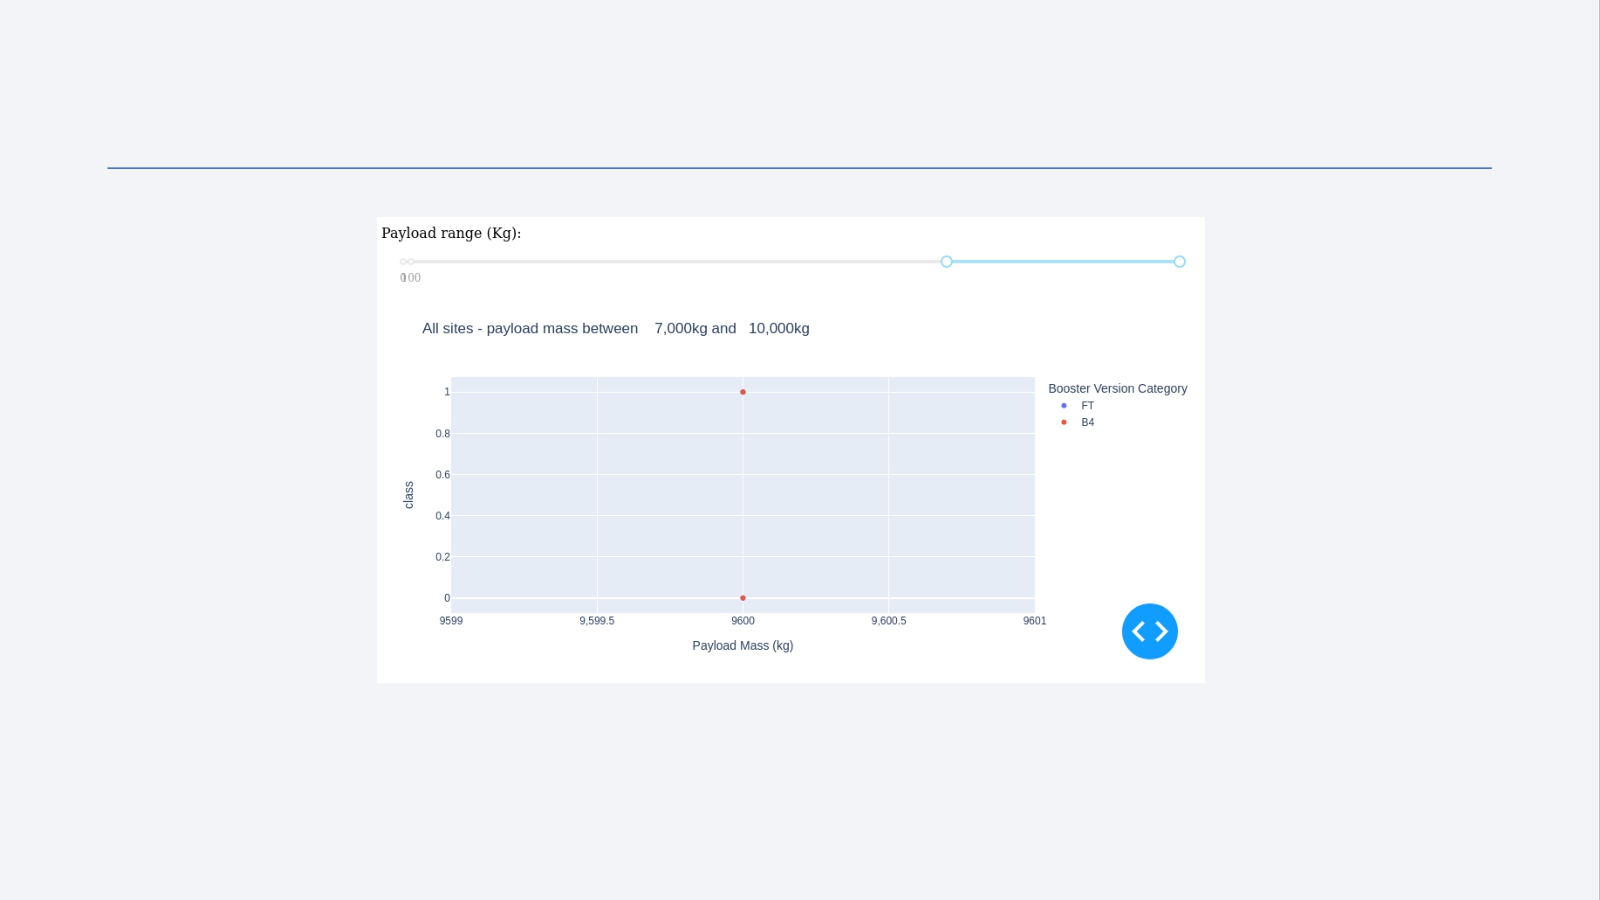 Payload range (Kg):
0 100
All sites - payload mass between 7,000kg and 10,000kg
Booster Version Category
FT
B4
1
0.8
0.6
0.4
0.2
0
class
9599 9,599.5 9600 9,600.5 9601
Payload Mass (kg)